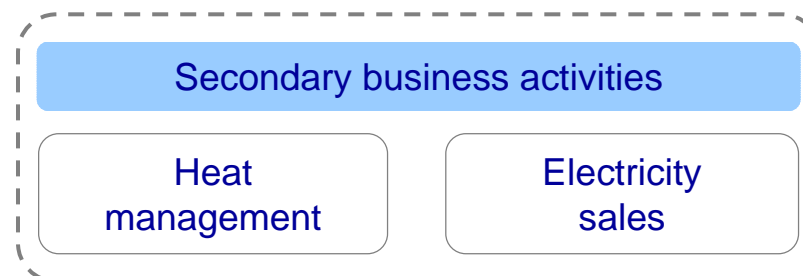 Secondary business activities
Heat
management
Electricity
sales